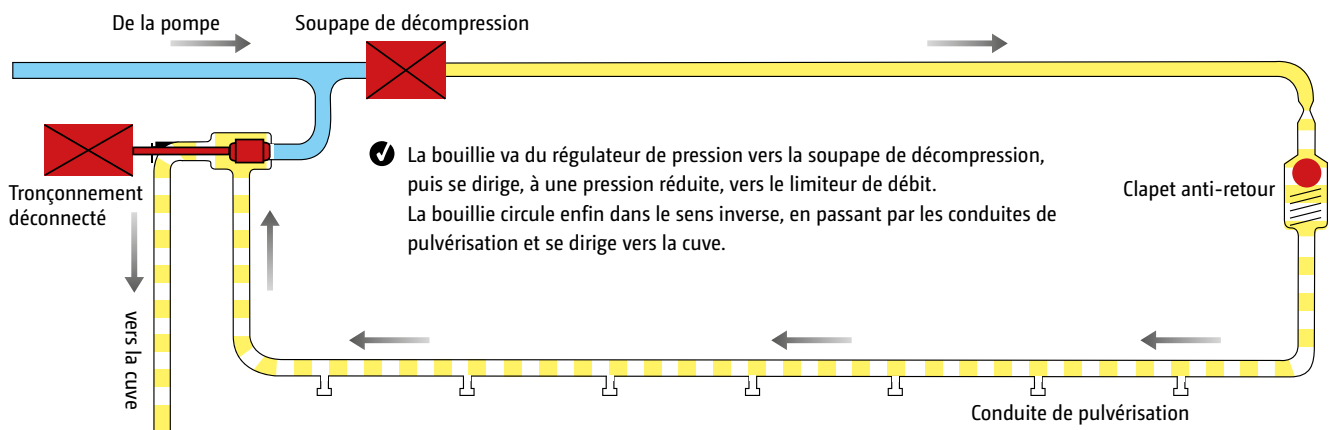 De la pompe
Soupape de décompression
La bouillie va du régulateur de pression vers la soupape de décompression,
puis se dirige, à une pression réduite, vers le limiteur de débit.
La bouillie circule enfin dans le sens inverse, en passant par les conduites de
pulvérisation et se dirige vers la cuve.
Clapet anti-retour
Tronçonnement
déconnecté
vers la cuve
Conduite de pulvérisation